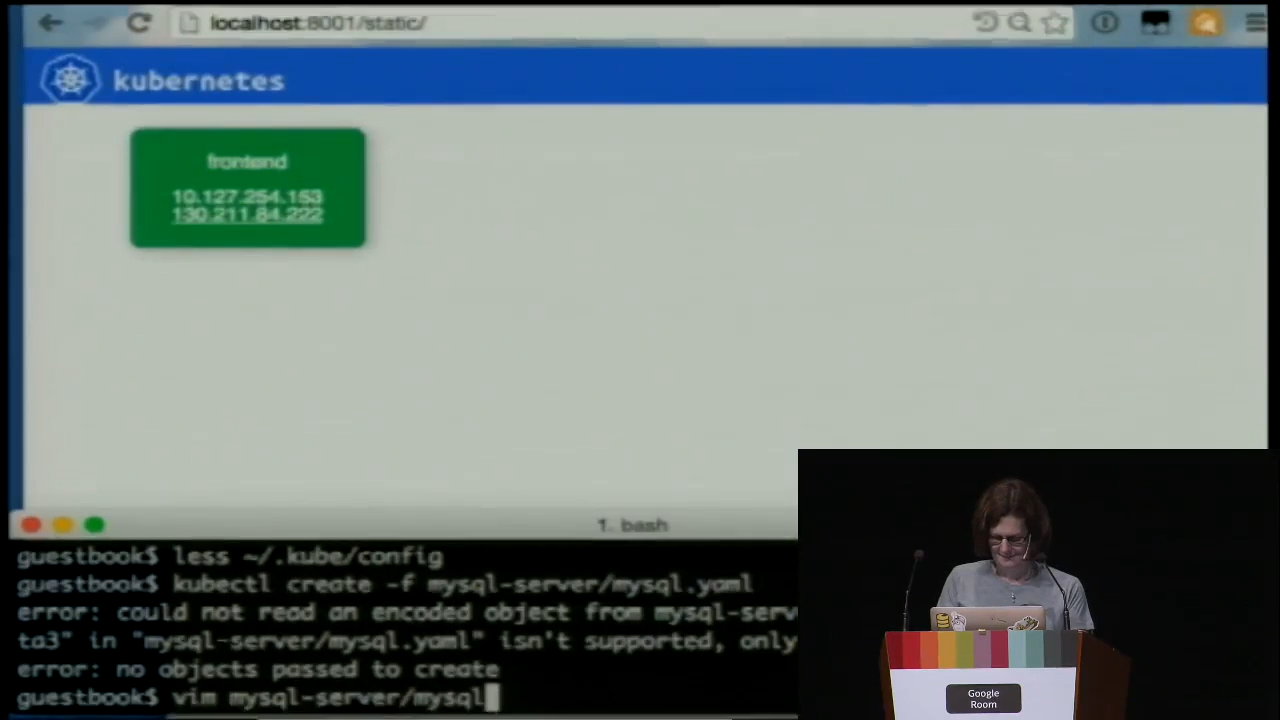 localhost:8001/static/
kubernetes
frontend
10.127.254.153
130.211.84.222
1. bash
guestbook$ less ~/.kube/config
guestbook$ kubectl create -f mysql-server/mysql.yaml
error: could not read an encoded object from mysql-serv
ta3" in "mysql-server/mysql.yaml" isn't supported, only
error: no objects passed to create
guestbook$ vim mysql-server/mysql
Google
Room